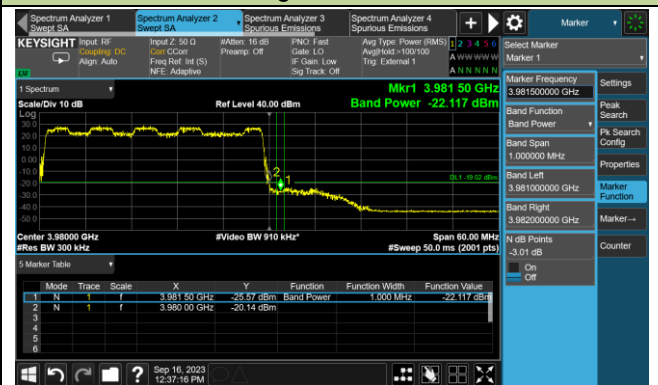 Spectrum Analyzer 1
Swept SA
Spectrum Analyzer 2
Swept SA
Spectrum Analyzer 3
Spurious Emissions
Spectrum Analyzer 4
Spurious Emissions
Marker
KEYSIGHT
Input: RF
Coupling: DC
Align: Auto
Input Z: 50 Ω
Corr CCorr
Freq Ref: Int (S)
NFE: Adaptive
#Atten: 16 dB
Preamp: Off
PNO: Fast
Gate: LO
IF Gain: Low
Sig Track: Off
Avg Type: Power (RMS)
Avg|Hold >100/100
Trig: External 1
1 2 3 4 5 6
A W W W W W
A N N N N N
LXI
1 Spectrum
Scale/Div 10 dB
Ref Level 40.00 dBm
Mkr1 3.981 50 GHz
Band Power -22.117 dBm
Log
30.0
20.0
10.0
0.00
-10.0
-20.0
-30.0
-40.0
-50.0
2
1
DL1 -19.02 dBm
Center 3.98000 GHz
#Res BW 300 kHz
#Video BW 910 kHz*
Span 60.00 MHz
#Sweep 50.0 ms (2001 pts)
5 Marker Table
Mode Trace Scale X Y Function Function Width Function Value
1 N 1 f 3.981 50 GHz -25.57 dBm Band Power 1.000 MHz -22.117 dBm
2 N 1 f 3.980 00 GHz -20.14 dBm
3
4
5
6
Sep 16, 2023
12:37:16 PM
Select Marker
Marker 1
Marker Frequency
3.981500000 GHz
Band Function
Band Power
Band Span
1.000000 MHz
Band Left
3.981000000 GHz
Band Right
3.982000000 GHz
N dB Points
-3.01 dB
On
Off
Settings
Peak
Search
Pk Search
Config
Properties
Marker
Function
Marker→
Counter